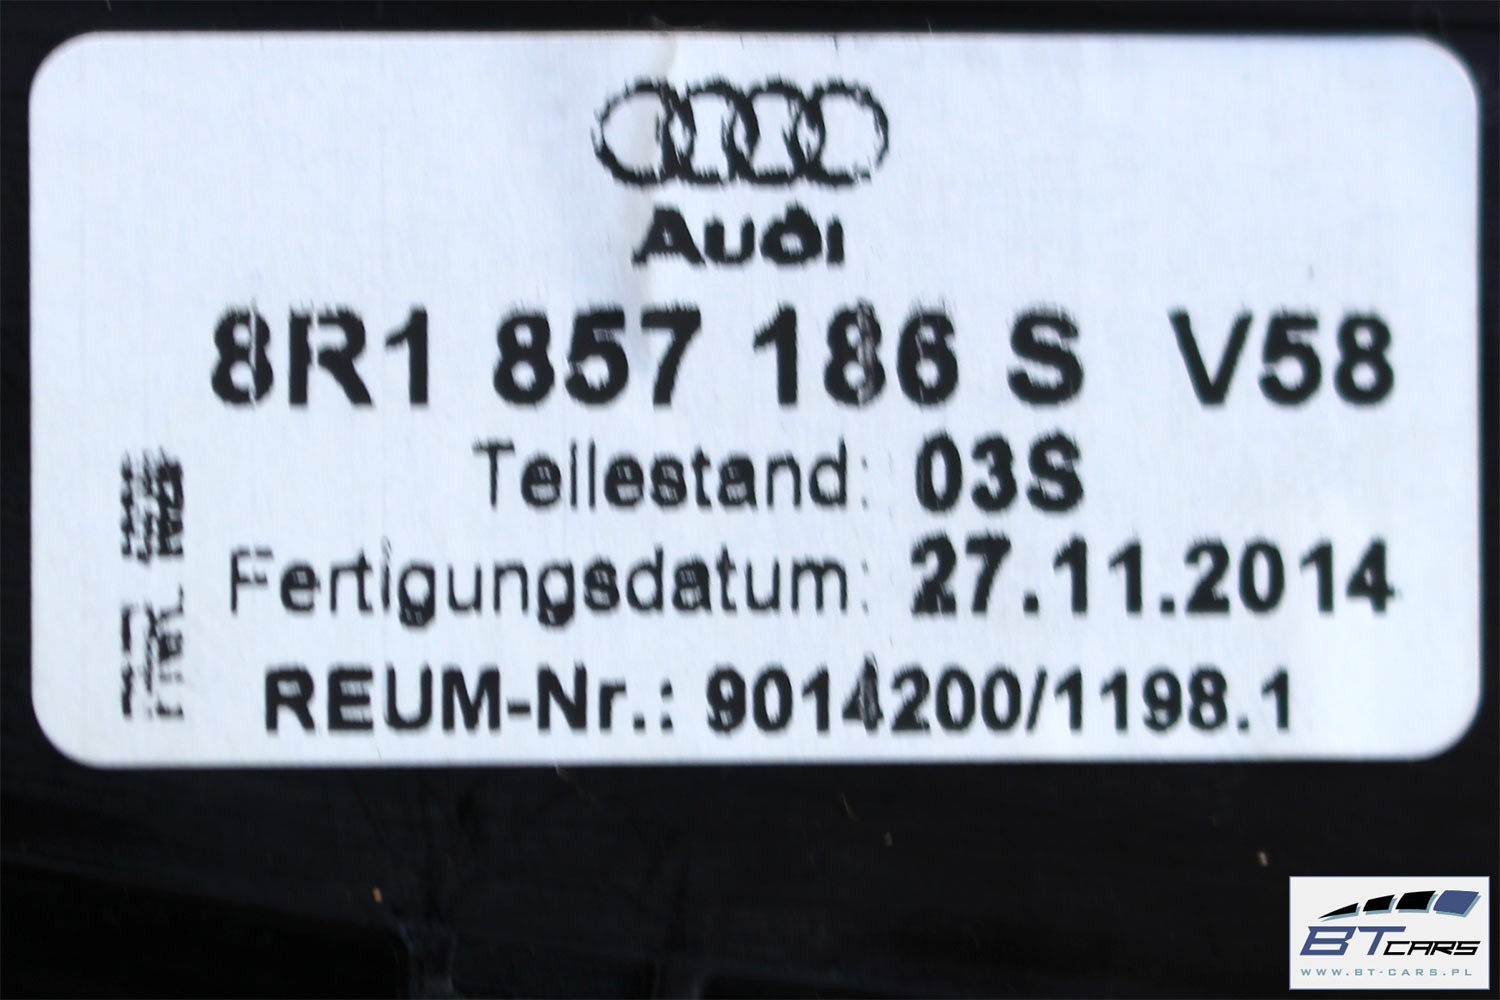 Audi
8R1 857 186 S V58
Teilestand: 03S
Fertigungsdatum: 27.11.2014
REUM-Nr.: 9014200/1198.1
BT CARS
WWW.BT-CARS.PL